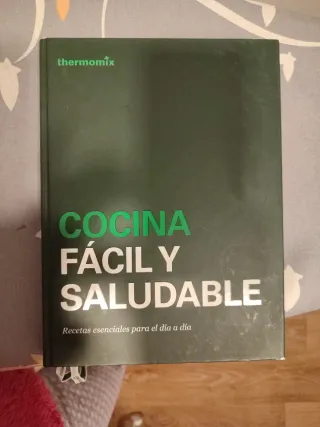 thermomix
COCINA
FÁCIL Y
SALUDABLE
Recetas esenciales para el día a día